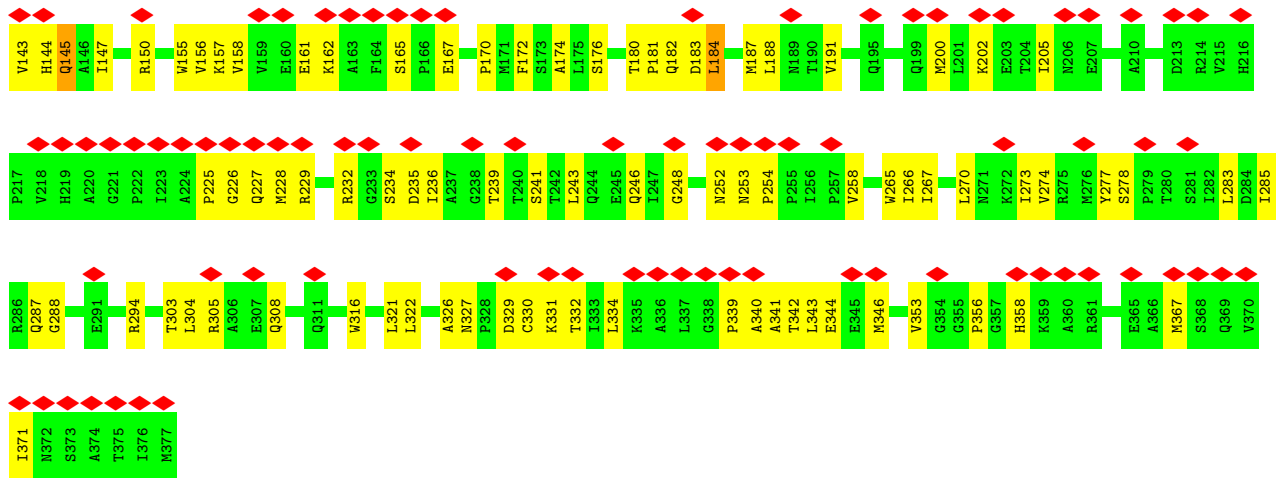 V143 H144 Q145 A146 I147 R150 W155 V156 K157 V158 V159 E160 E161 K162 A163 F164 S165 P166 E167 P170 M171 F172 S173 A174 L175 S176 T180 P181 Q182 D183 L184 M187 L188 N189 T190 V191 Q195 Q199 M200 L201 K202 E203 T204 I205 N206 E207 A210 D213 R214 V215 H216
P217 V218 H219 A220 G221 P222 I223 A224 P225 G226 Q227 M228 R229 R232 G233 S234 D235 I236 A237 G238 T239 T240 S241 T242 L243 Q244 E245 Q246 I247 G248 N252 N253 P254 P255 I256 P257 V258 W265 I266 I267 L270 N271 K272 I273 V274 R275 M276 Y277 S278 P279 T280 S281 I282 L283 D284 I285
R286 Q287 G288 E291 R294 T303 L304 R305 A306 E307 Q308 Q311 W316 L321 L322 A326 N327 P328 D329 C330 K331 T332 I333 L334 K335 A336 L337 G338 P339 A340 A341 T342 L343 E344 E345 M346 V353 G354 G355 P356 G357 H358 K359 A360 R361 E365 A366 M367 S368 Q369 V370
I371 N372 S373 A374 T375 I376 M377